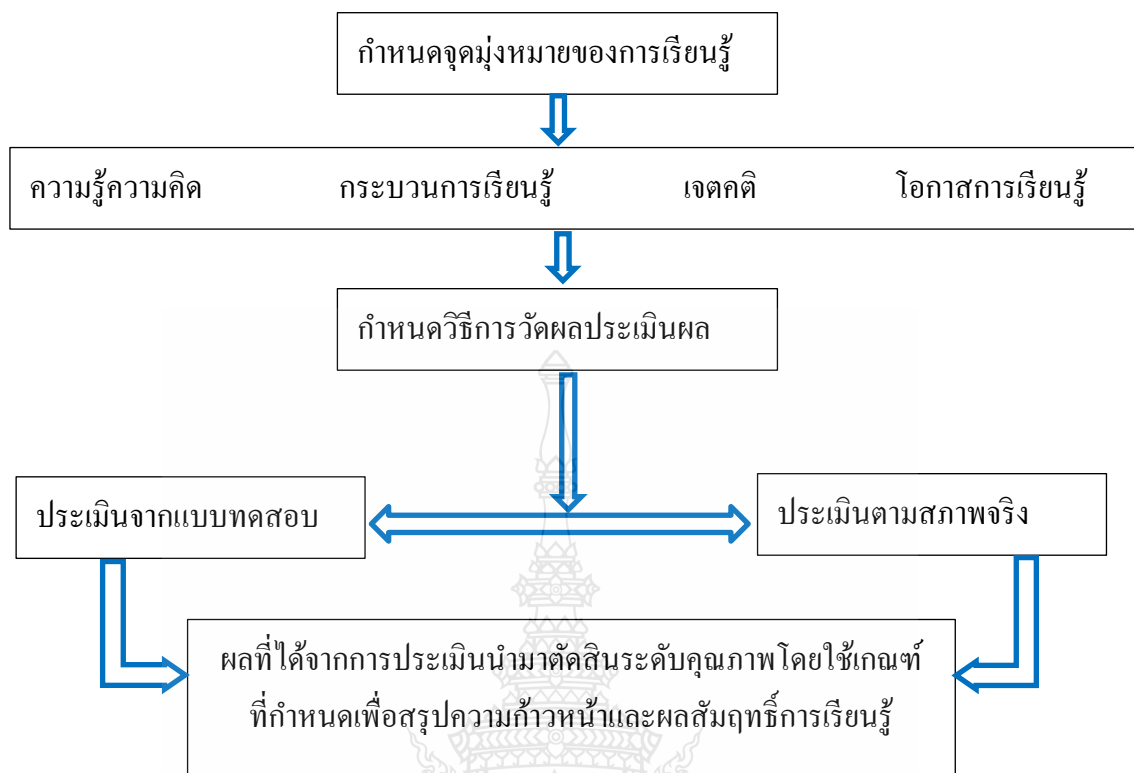 กำหนดจุดมุ่งหมายของการเรียนรู้
ความรู้ความคิด กระบวนการเรียนรู้ เจตคติ โอกาสการเรียนรู้
กำหนดวิธีการวัดผลประเมินผล
ประเมินจากแบบทดสอบ
ประเมินตามสภาพจริง
ผลที่ได้จากการประเมินนำมาตัดสินระดับคุณภาพโดยใช้เกณฑ์
ที่กำหนดเพื่อสรุปความก้าวหน้าและผลสัมฤทธิ์การเรียนรู้